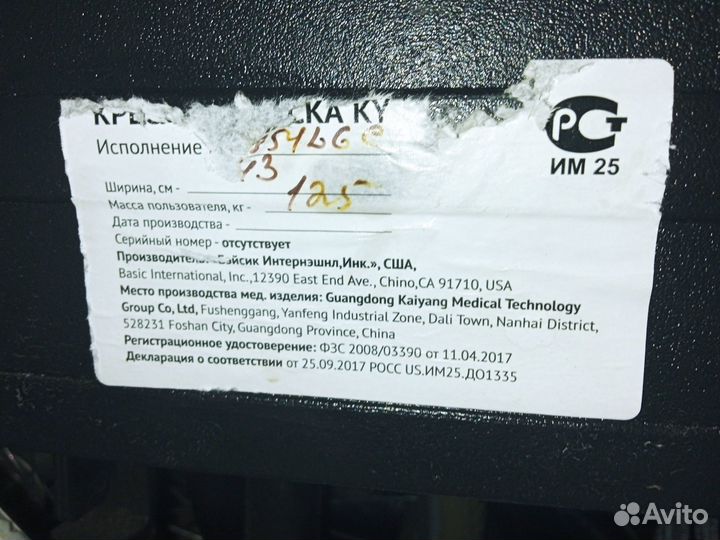 СКА КУ
РСТ
ИМ 25
Исполнение
Ширина, см - 
Масса пользователя, кг - 125
Дата производства -
Серийный номер - отсутствует
Производитель: «Бэйсик Интернэшнл,Инк.», США,
Basic International, Inc.,12390 East End Ave., Chino,CA 91710, USA
Место производства мед. изделия: Guangdong Kaiyang Medical Technology
Group Co, Ltd, Fushenggang, Yanfeng Industrial Zone, Dali Town, Nanhai District,
528231 Foshan City, Guangdong Province, China
Регистрационное удостоверение: ФЗС 2008/03390 от 11.04.2017
Декларация о соответствии от 25.09.2017 РОСС US.ИМ25.ДО1335
Avito